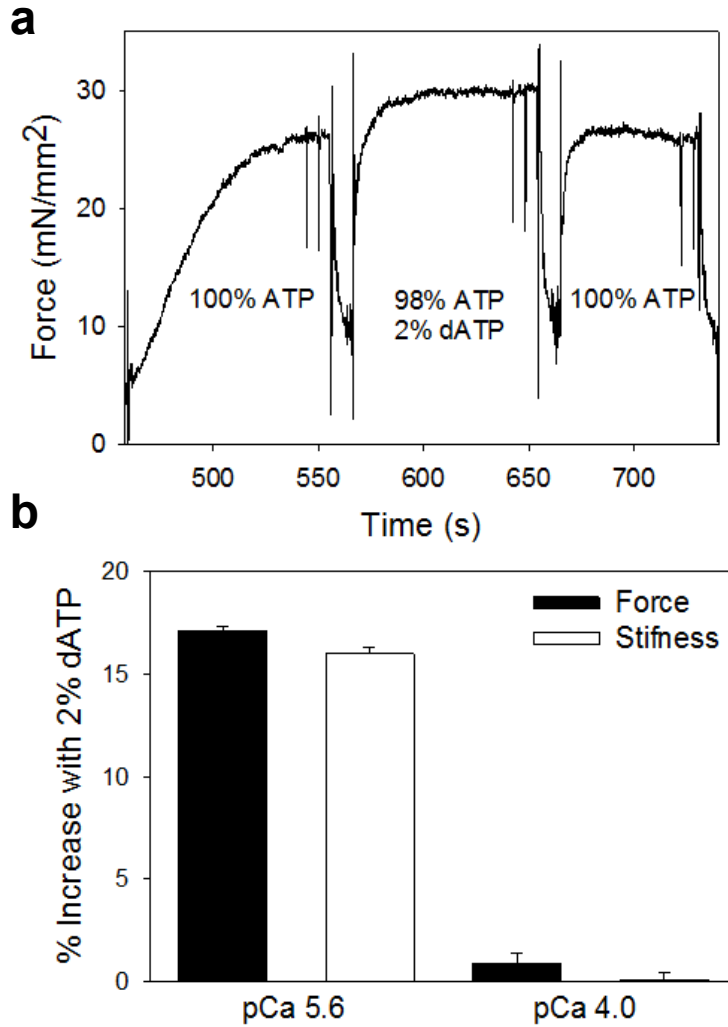 a
Force (mN/mm2)
30
20
10
0
100% ATP
98% ATP
2% dATP
100% ATP
500
550
600
650
700
Time (s)
b
% Increase with 2% dATP
20
15
10
5
0
Force
Stifness
pCa 5.6
pCa 4.0